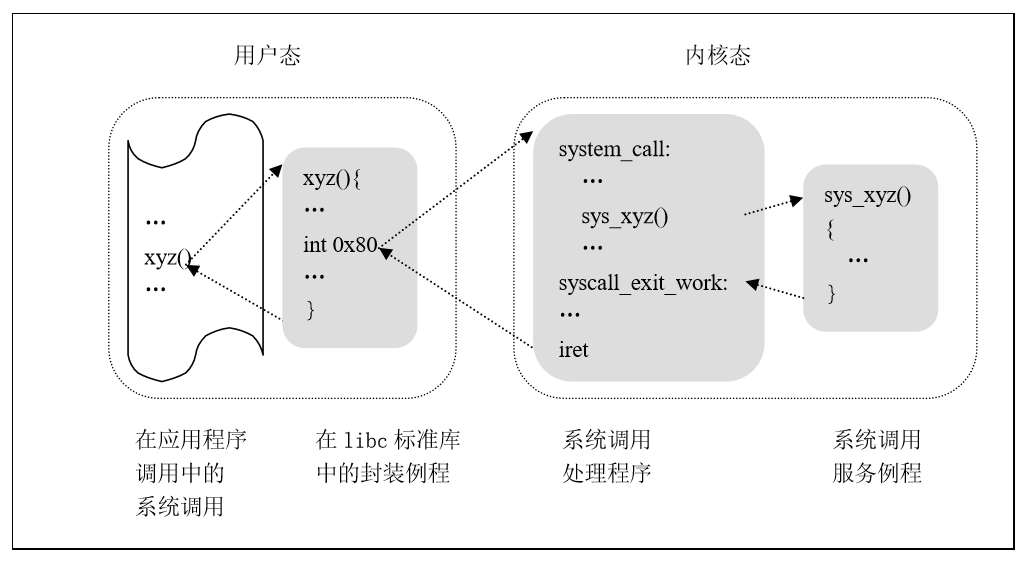 用户态
内核态
…
xyz()
…
xyz(){
…
int 0x80
…
}
system_call:
…
sys_xyz()
…
syscall_exit_work:
…
iret
sys_xyz()
{
…
}
在应用程序
调用中的
系统调用
在 libc 标准库
中的封装例程
系统调用
处理程序
系统调用
服务例程